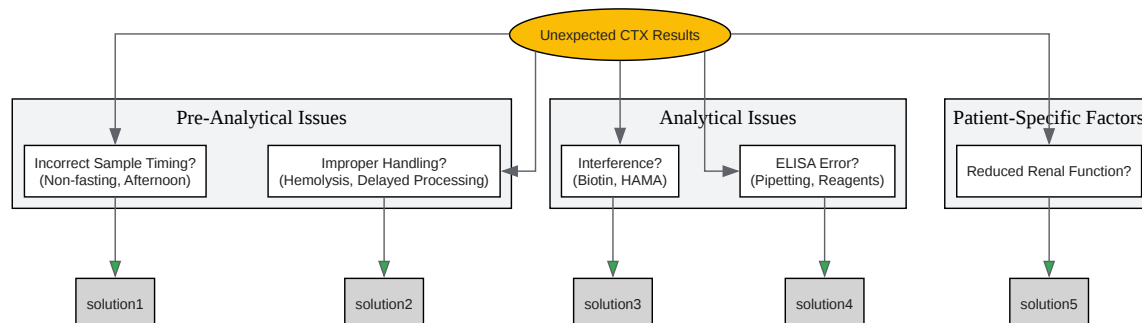 Unexpected CTX Results
Pre-Analytical Issues
Analytical Issues
Patient-Specific Factors
Incorrect Sample Timing?
(Non-fasting, Afternoon)
Improper Handling?
(Hemolysis, Delayed Processing)
Interference?
(Biotin, HAMA)
ELISA Error?
(Pipetting, Reagents)
Reduced Renal Function?
solution1
solution2
solution3
solution4
solution5